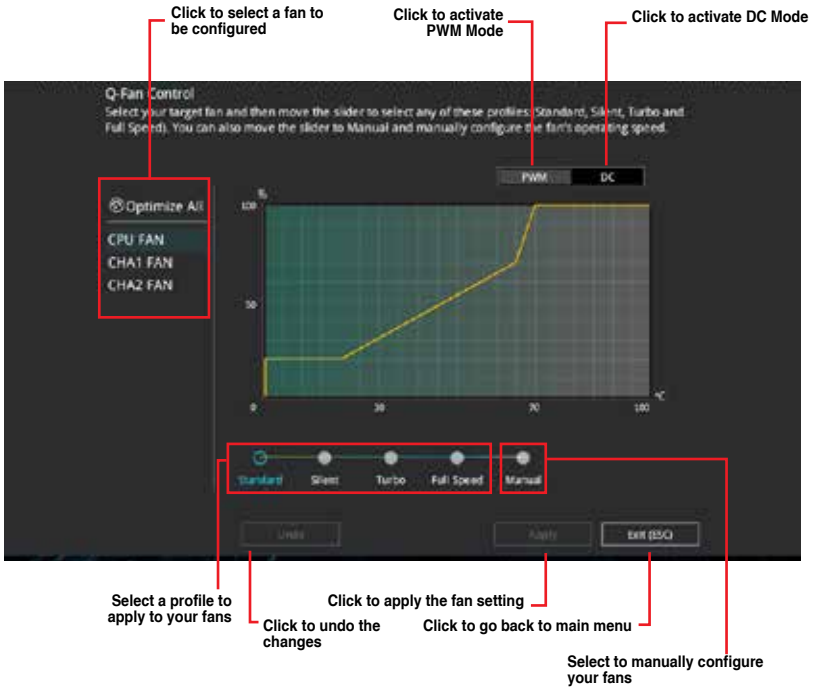 Click to select a fan to
be configured
Click to activate
PWM Mode
Click to activate DC Mode
Q-Fan Control
Select your target fan and then move the slider to select any of these profiles: (Standard, Silent, Turbo and
Full Speed). You can also move the slider to Manual and manually configure the fan's operating speed.
PWM
DC
Optimize All
CPU FAN
CHA1 FAN
CHA2 FAN
%
100
50
0
30
70
100
°C
Standard
Silent
Turbo
Full Speed
Manual
Undo
Apply
Exit (ESC)
Select a profile to
apply to your fans
Click to undo the
changes
Click to apply the fan setting
Click to go back to main menu
Select to manually configure
your fans